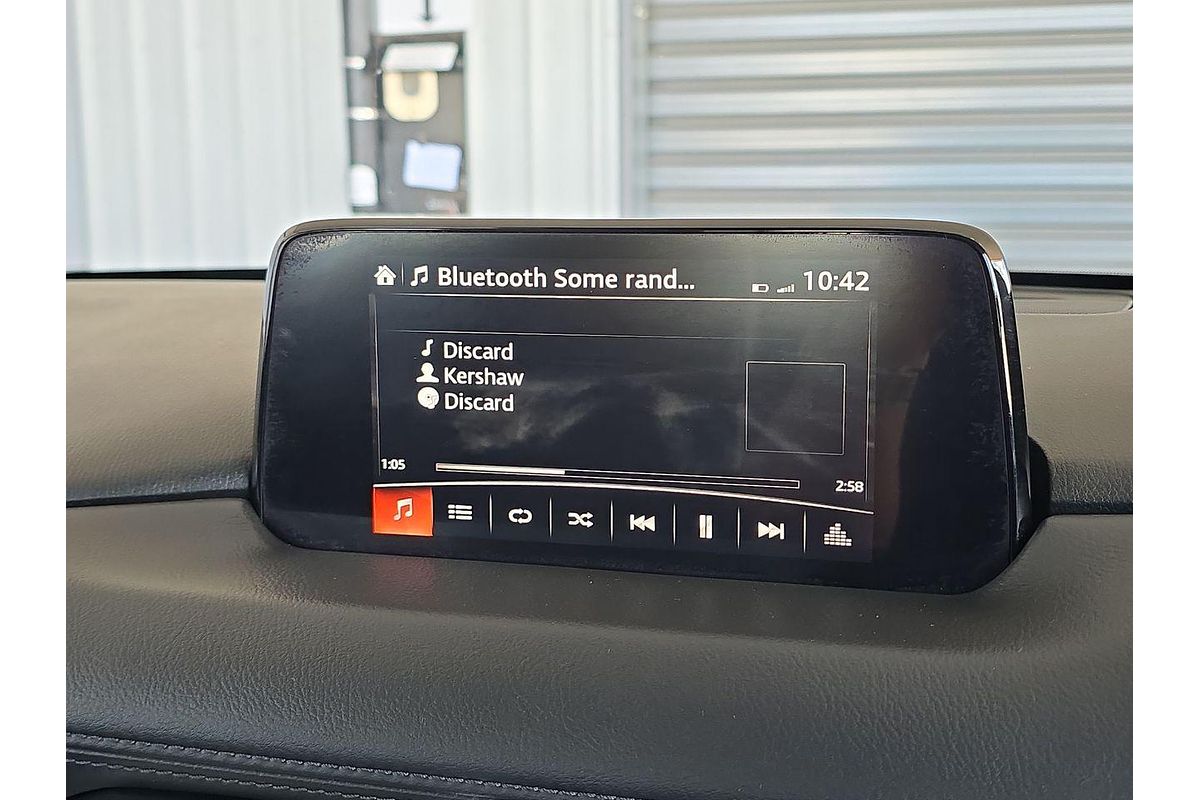 Bluetooth Some rand... 10:42
Discard
Kershaw
Discard
1:05 2:58